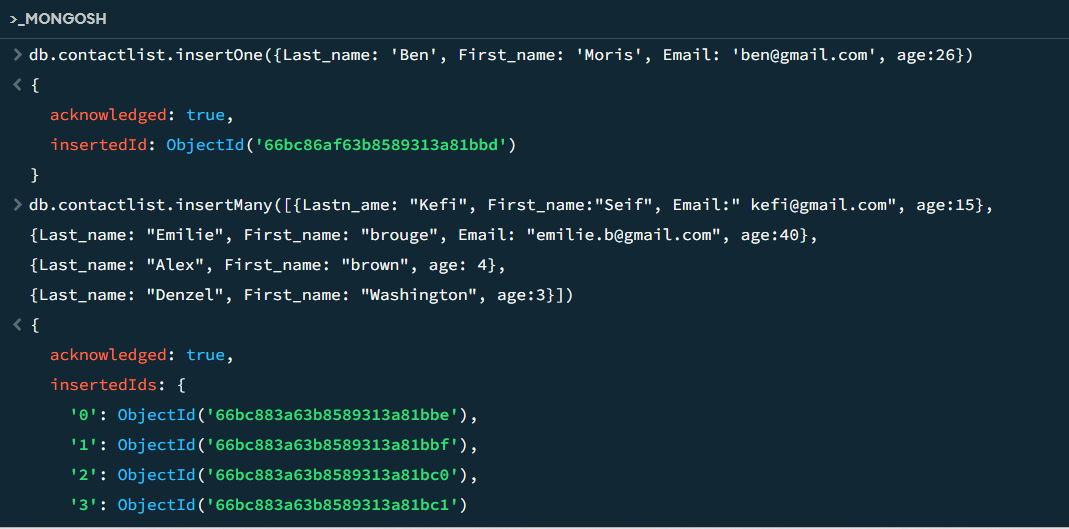 >_MONGOSH
> db.contactlist.insertOne({Last_name: 'Ben', First_name: 'Moris', Email: 'ben@gmail.com', age:26})
< {
acknowledged: true,
insertedId: ObjectId('66bc86af63b8589313a81bbd')
}
> db.contactlist.insertMany([{Lastn_ame: "Kefi", First_name:"Seif", Email:" kefi@gmail.com", age:15},
{Last_name: "Emilie", First_name: "brouge", Email: "emilie.b@gmail.com", age:40},
{Last_name: "Alex", First_name: "brown", age: 4},
{Last_name: "Denzel", First_name: "Washington", age:3}])
< {
acknowledged: true,
insertedIds: {
'0': ObjectId('66bc883a63b8589313a81bbe'),
'1': ObjectId('66bc883a63b8589313a81bbf'),
'2': ObjectId('66bc883a63b8589313a81bc0'),
'3': ObjectId('66bc883a63b8589313a81bc1')